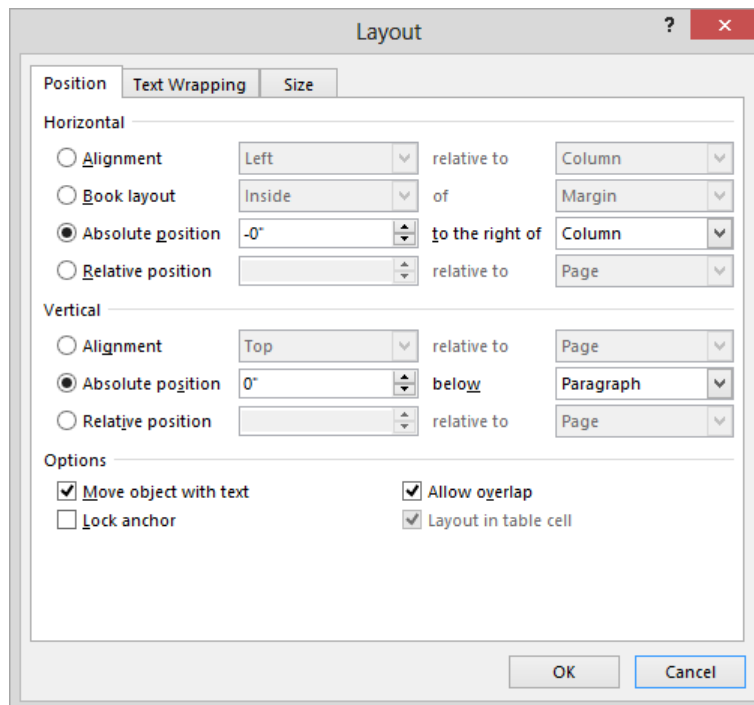 Layout ?
Position Text Wrapping Size
Horizontal
Alignment Left relative to Column
Book layout Inside of Margin
Absolute position -0" to the right of Column
Relative position relative to Page
Vertical
Alignment Top relative to Page
Absolute position 0" below Paragraph
Relative position relative to Page
Options
Move object with text Allow overlap
Lock anchor Layout in table cell
OK Cancel